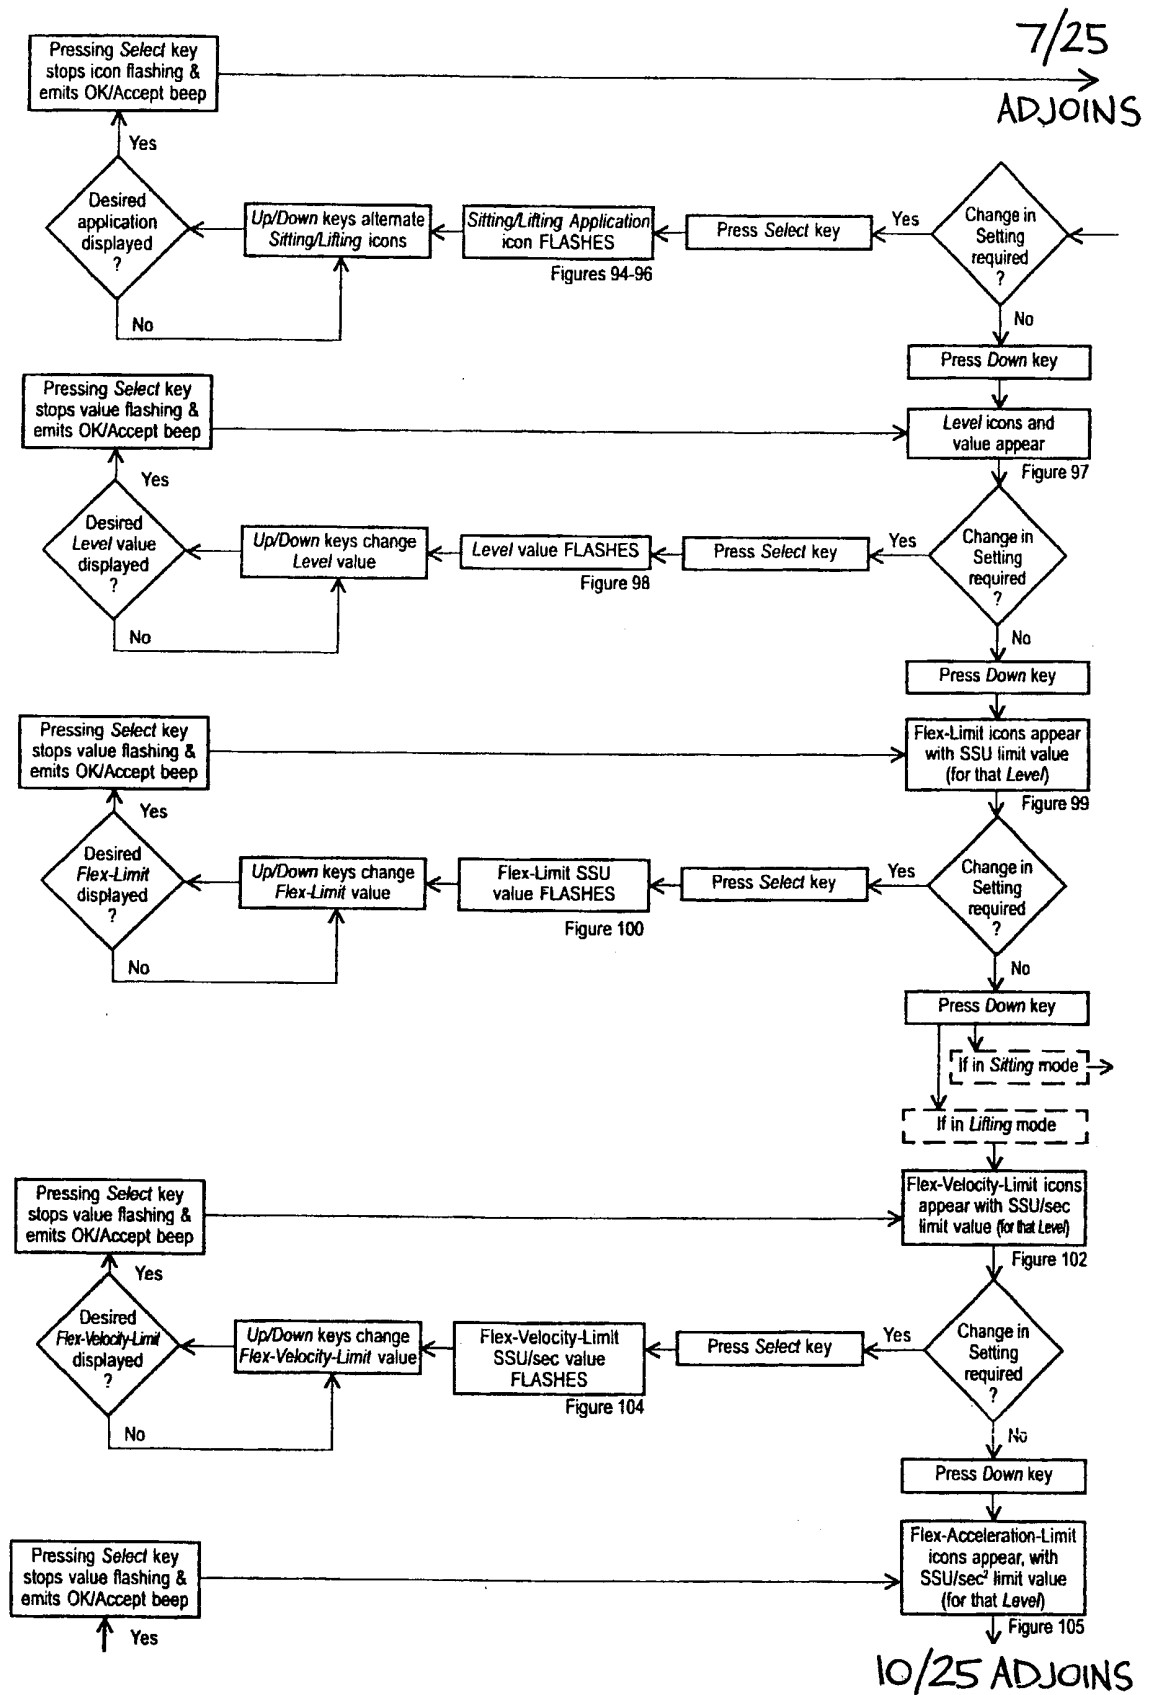 7/25
ADJOINS
Pressing Select key
stops icon flashing &
emits OK/Accept beep
Yes
Desired
application
displayed
?
No
Up/Down keys alternate
Sitting/Lifting icons
Sitting/Lifting Application
icon FLASHES
Figures 94-96
Press Select key
Yes
Change in
Setting
required
?
No
Press Down key
Pressing Select key
stops value flashing &
emits OK/Accept beep
Level icons and
value appear
Figure 97
Yes
Desired
Level value
displayed
?
No
Up/Down keys change
Level value
Level value FLASHES
Figure 98
Press Select key
Yes
Change in
Setting
required
?
No
Press Down key
Pressing Select key
stops value flashing &
emits OK/Accept beep
Flex-Limit icons appear
with SSU limit value
(for that Level)
Figure 99
Yes
Desired
Flex-Limit
displayed
?
No
Up/Down keys change
Flex-Limit value
Flex-Limit SSU
value FLASHES
Figure 100
Press Select key
Yes
Change in
Setting
required
?
No
Press Down key
If in Sitting mode
If in Lifting mode
Pressing Select key
stops value flashing &
emits OK/Accept beep
Flex-Velocity-Limit icons
appear with SSU/sec
limit value (for that Level)
Figure 102
Yes
Desired
Flex-Velocity-Limit
displayed
?
No
Up/Down keys change
Flex-Velocity-Limit value
Flex-Velocity-Limit
SSU/sec value
FLASHES
Figure 104
Press Select key
Yes
Change in
Setting
required
?
No
Press Down key
Pressing Select key
stops value flashing &
emits OK/Accept beep
Yes
Flex-Acceleration-Limit
icons appear, with
SSU/sec² limit value
(for that Level)
Figure 105
10/25 ADJOINS